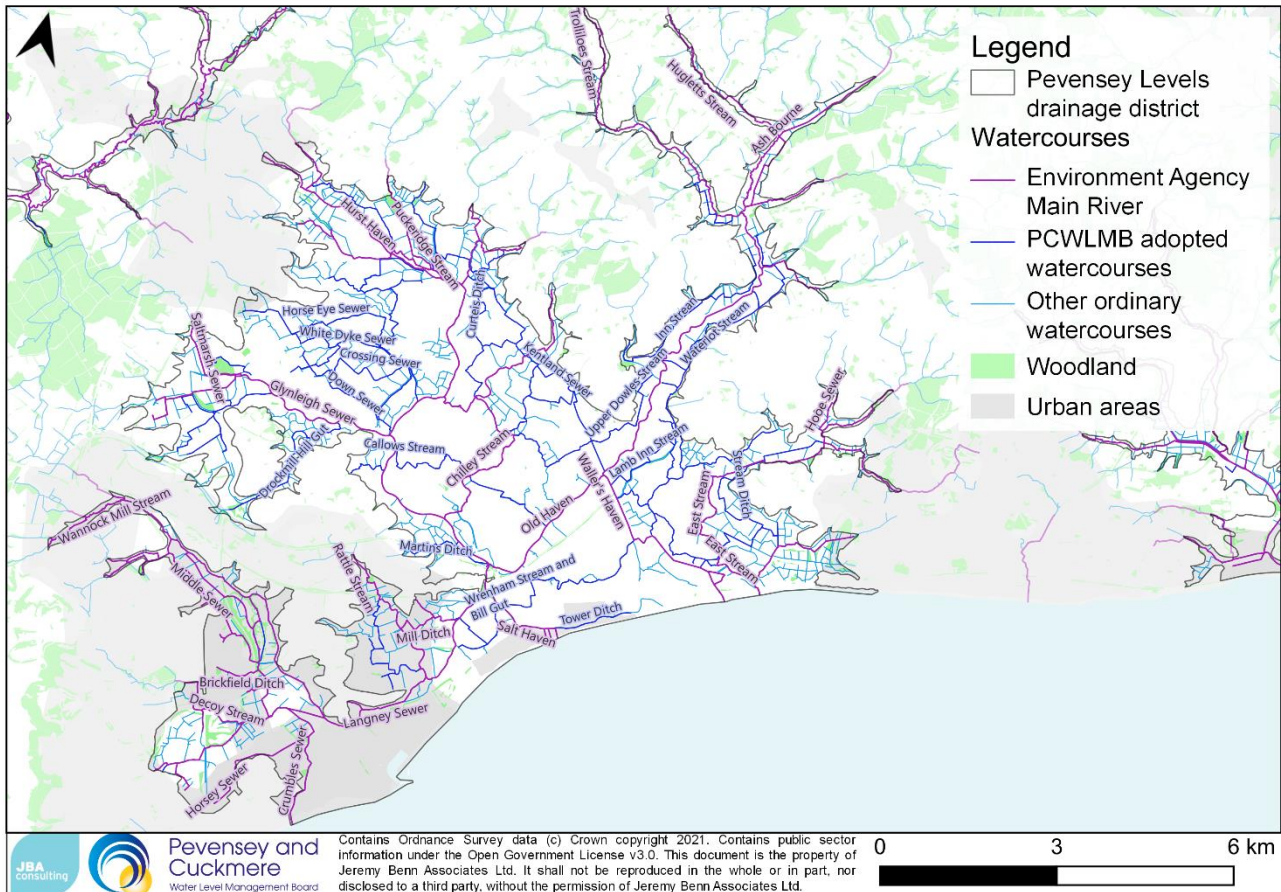 Legend
Pevensey Levels
drainage district
Watercourses
Environment Agency
Main River
PCWLMB adopted
watercourses
Other ordinary
watercourses
Woodland
Urban areas
Trolliloes Stream
Hugletts Stream
Ash Bourne
Hurst Haven
Puckeridge Stream
Curteis Ditch
Horse Eye Sewer
White Dyke Sewer
Crossing Sewer
Down Sewer
Saltmarsh Sewer
Glynleigh Sewer
Kentland Sewer
Inn Stream
Waterlot Stream
Upper Dowles Stream
Hooe Sewer
Callows Stream
Drockmill Hill Gut
Chilley Stream
Lamb Inn Stream
Waller's Haven
Old Haven
East Stream
Stream Ditch
East Stream
Wannock Mill Stream
Martins Ditch
Rattle Stream
Middle Sewer
Wrenham Stream and
Bill Gut
Tower Ditch
Mill Ditch
Salt Haven
Brickfield Ditch
Decoy Stream
Langney Sewer
Horsey Sewer
Crumbles Sewer
JBA
consulting
Pevensey and
Cuckmere
Water Level Management Board
Contains Ordnance Survey data (c) Crown copyright 2021. Contains public sector
information under the Open Government License v3.0. This document is the property of
Jeremy Benn Associates Ltd. It shall not be reproduced in the whole or in part, nor
disclosed to a third party, without the permission of Jeremy Benn Associates Ltd.
0 3 6 km